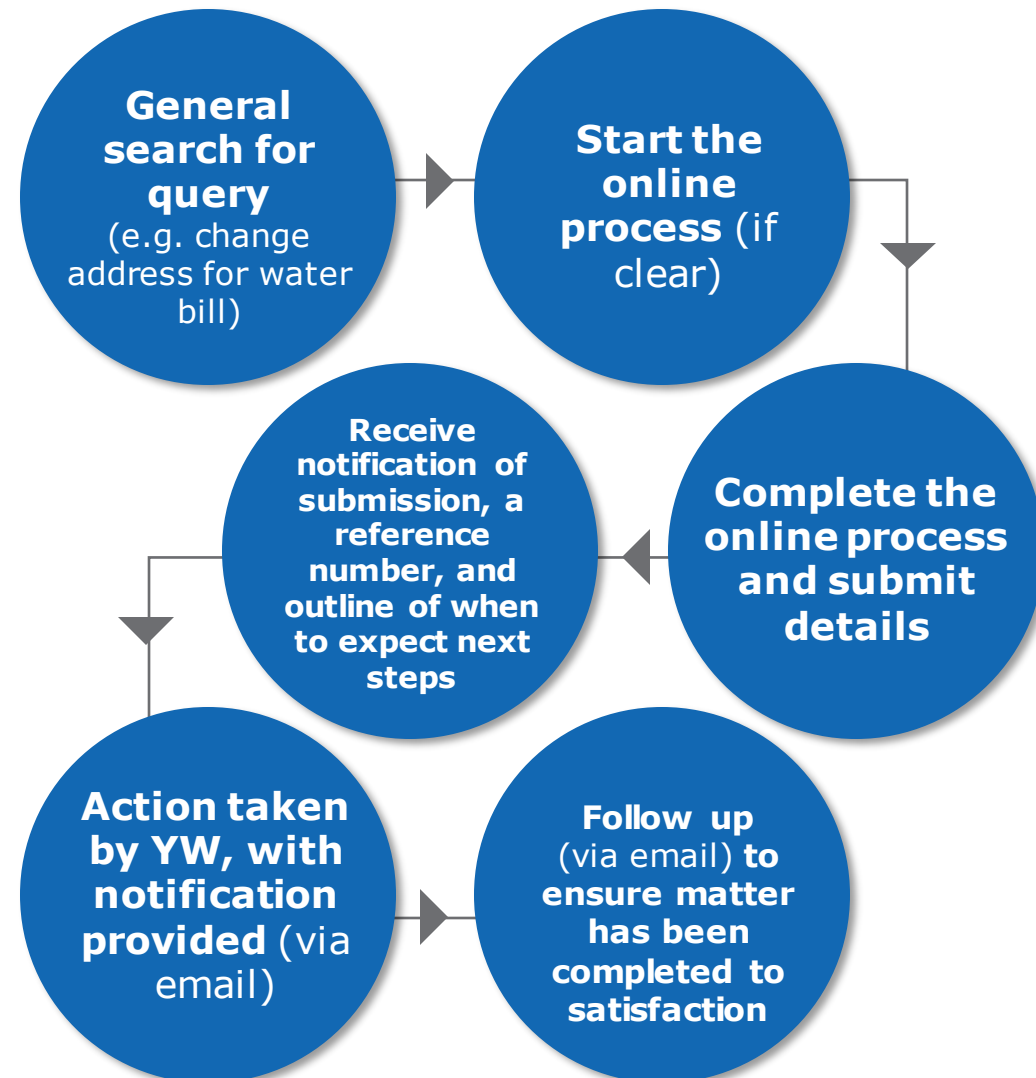 General
search for
query
(e.g. change
address for water
bill)
Start the
online
process (if
clear)
Complete the
online process
and submit
details
Receive
notification of
submission, a
reference
number, and
outline of when
to expect next
steps
Action taken
by YW, with
notification
provided (via
email)
Follow up
(via email) to
ensure matter
has been
completed to
satisfaction